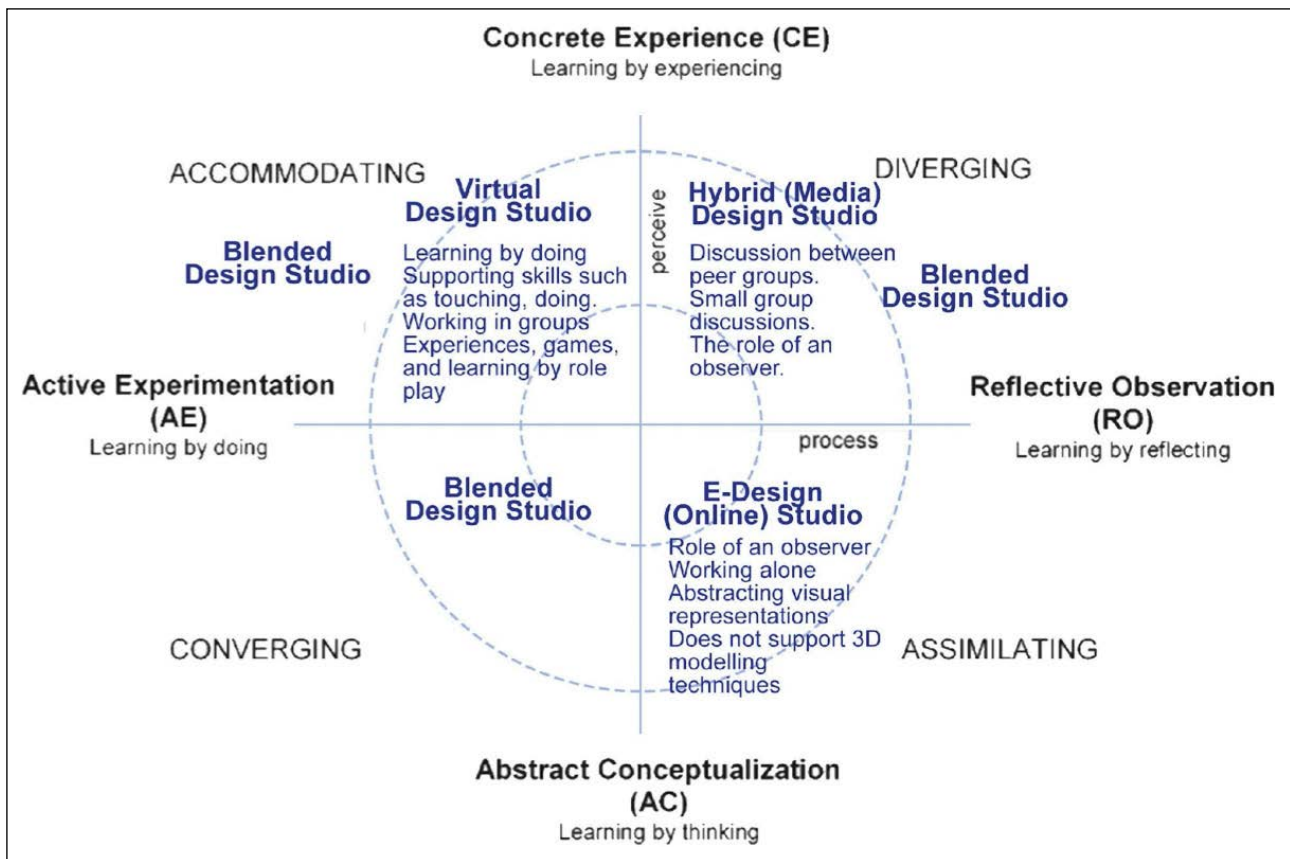 Concrete Experience (CE)
Learning by experiencing
ACCOMMODATING
DIVERGING
Virtual
Design Studio
Learning by doing
Supporting skills such
as touching, doing.
Working in groups
Experiences, games,
and learning by role
play
perceive
Hybrid (Media)
Design Studio
Discussion between
peer groups.
Small group
discussions.
The role of an
observer.
Blended
Design Studio
Blended
Design Studio
Active Experimentation
(AE)
Learning by doing
Reflective Observation
(RO)
Learning by reflecting
process
Blended
Design Studio
E-Design
(Online) Studio
Role of an observer
Working alone
Abstracting visual
representations
Does not support 3D
modelling
techniques
CONVERGING
ASSIMILATING
Abstract Conceptualization
(AC)
Learning by thinking